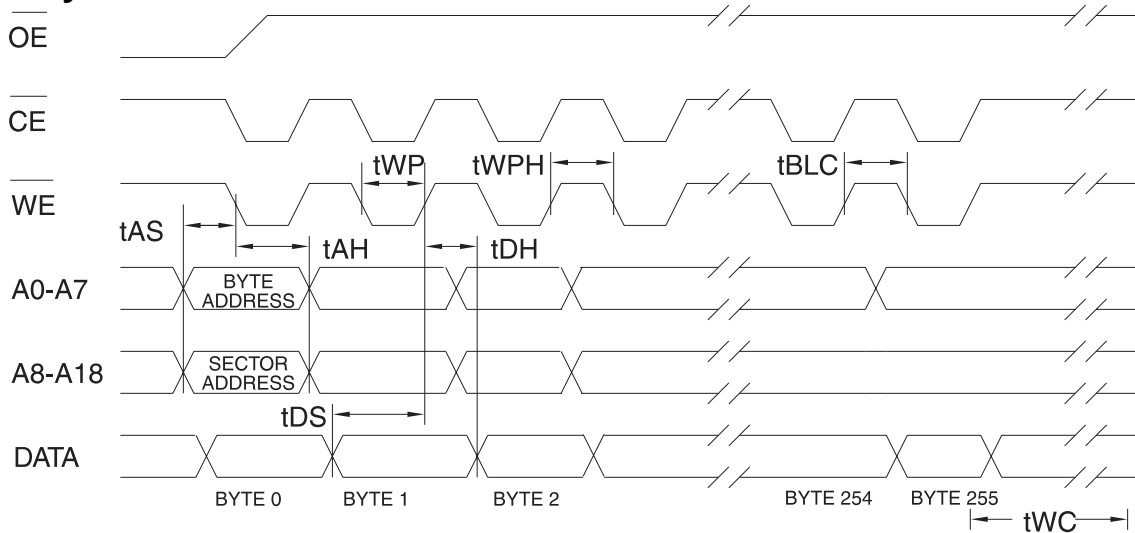 OE
CE
tWP tWPH tBLC
WE
tAS
tAH tDH
A0-A7 BYTE
ADDRESS
A8-A18 SECTOR
ADDRESS
tDS
DATA
BYTE 0 BYTE 1 BYTE 2 BYTE 254 BYTE 255
tWC